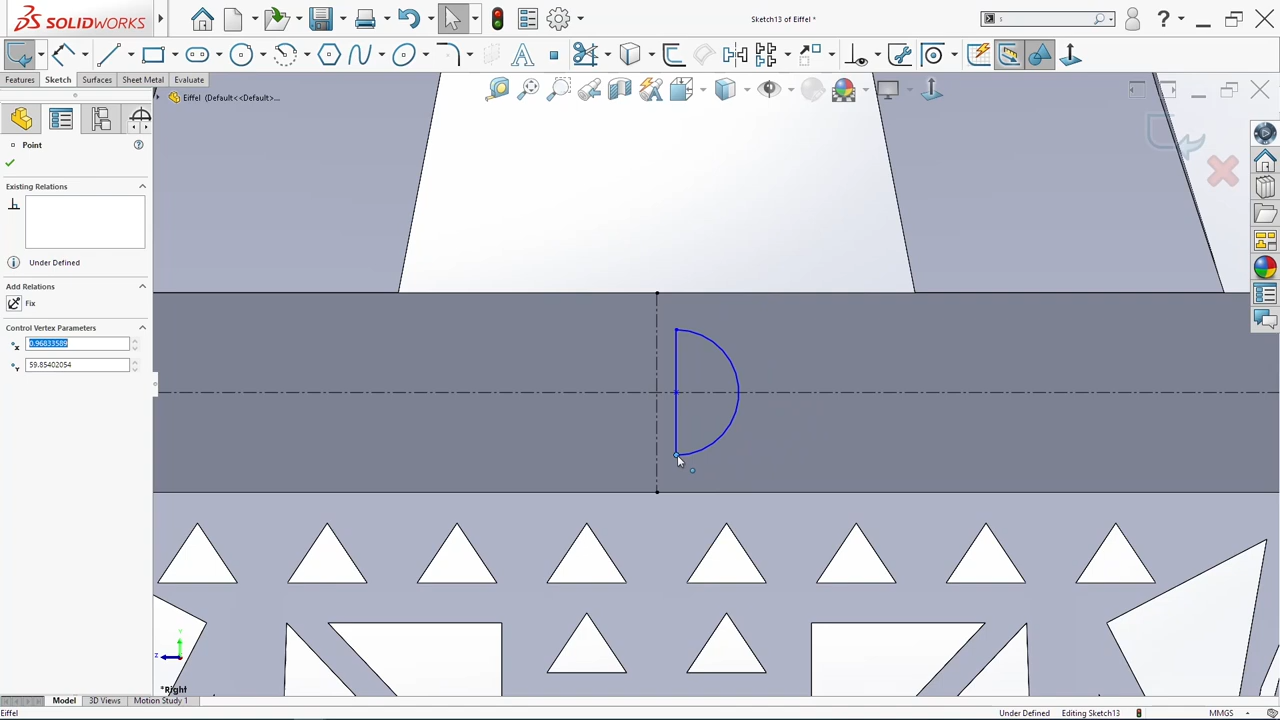 SOLIDWORKS
Sketch13 of Eiffel *
s
?
Features
Sketch
Surfaces
Sheet Metal
Evaluate
Eiffel (Default<<Default>...
Point
Existing Relations
Under Defined
Add Relations
Fix
Control Vertex Parameters
0.96833589
59.85402054
Y
Z
*Right
Model
3D Views
Motion Study 1
Eiffel
Under Defined
Editing Sketch13
MMGS